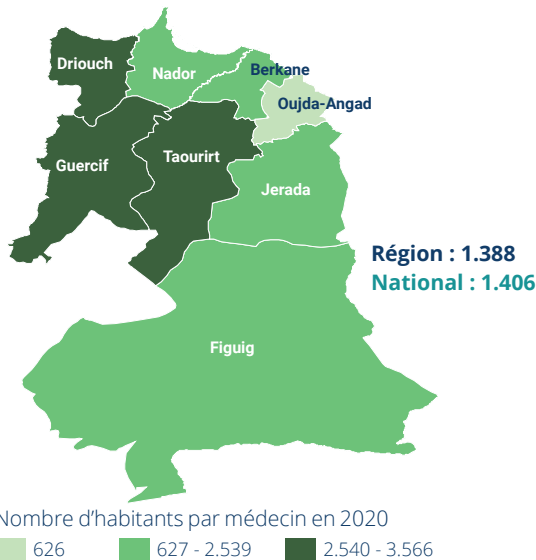 Driouch
Nador
Berkane
Oujda-Angad
Guercif
Taourirt
Jerada
Région : 1.388
National : 1.406
Figuig
Nombre d'habitants par médecin en 2020
626
627 - 2.539
2.540 - 3.566